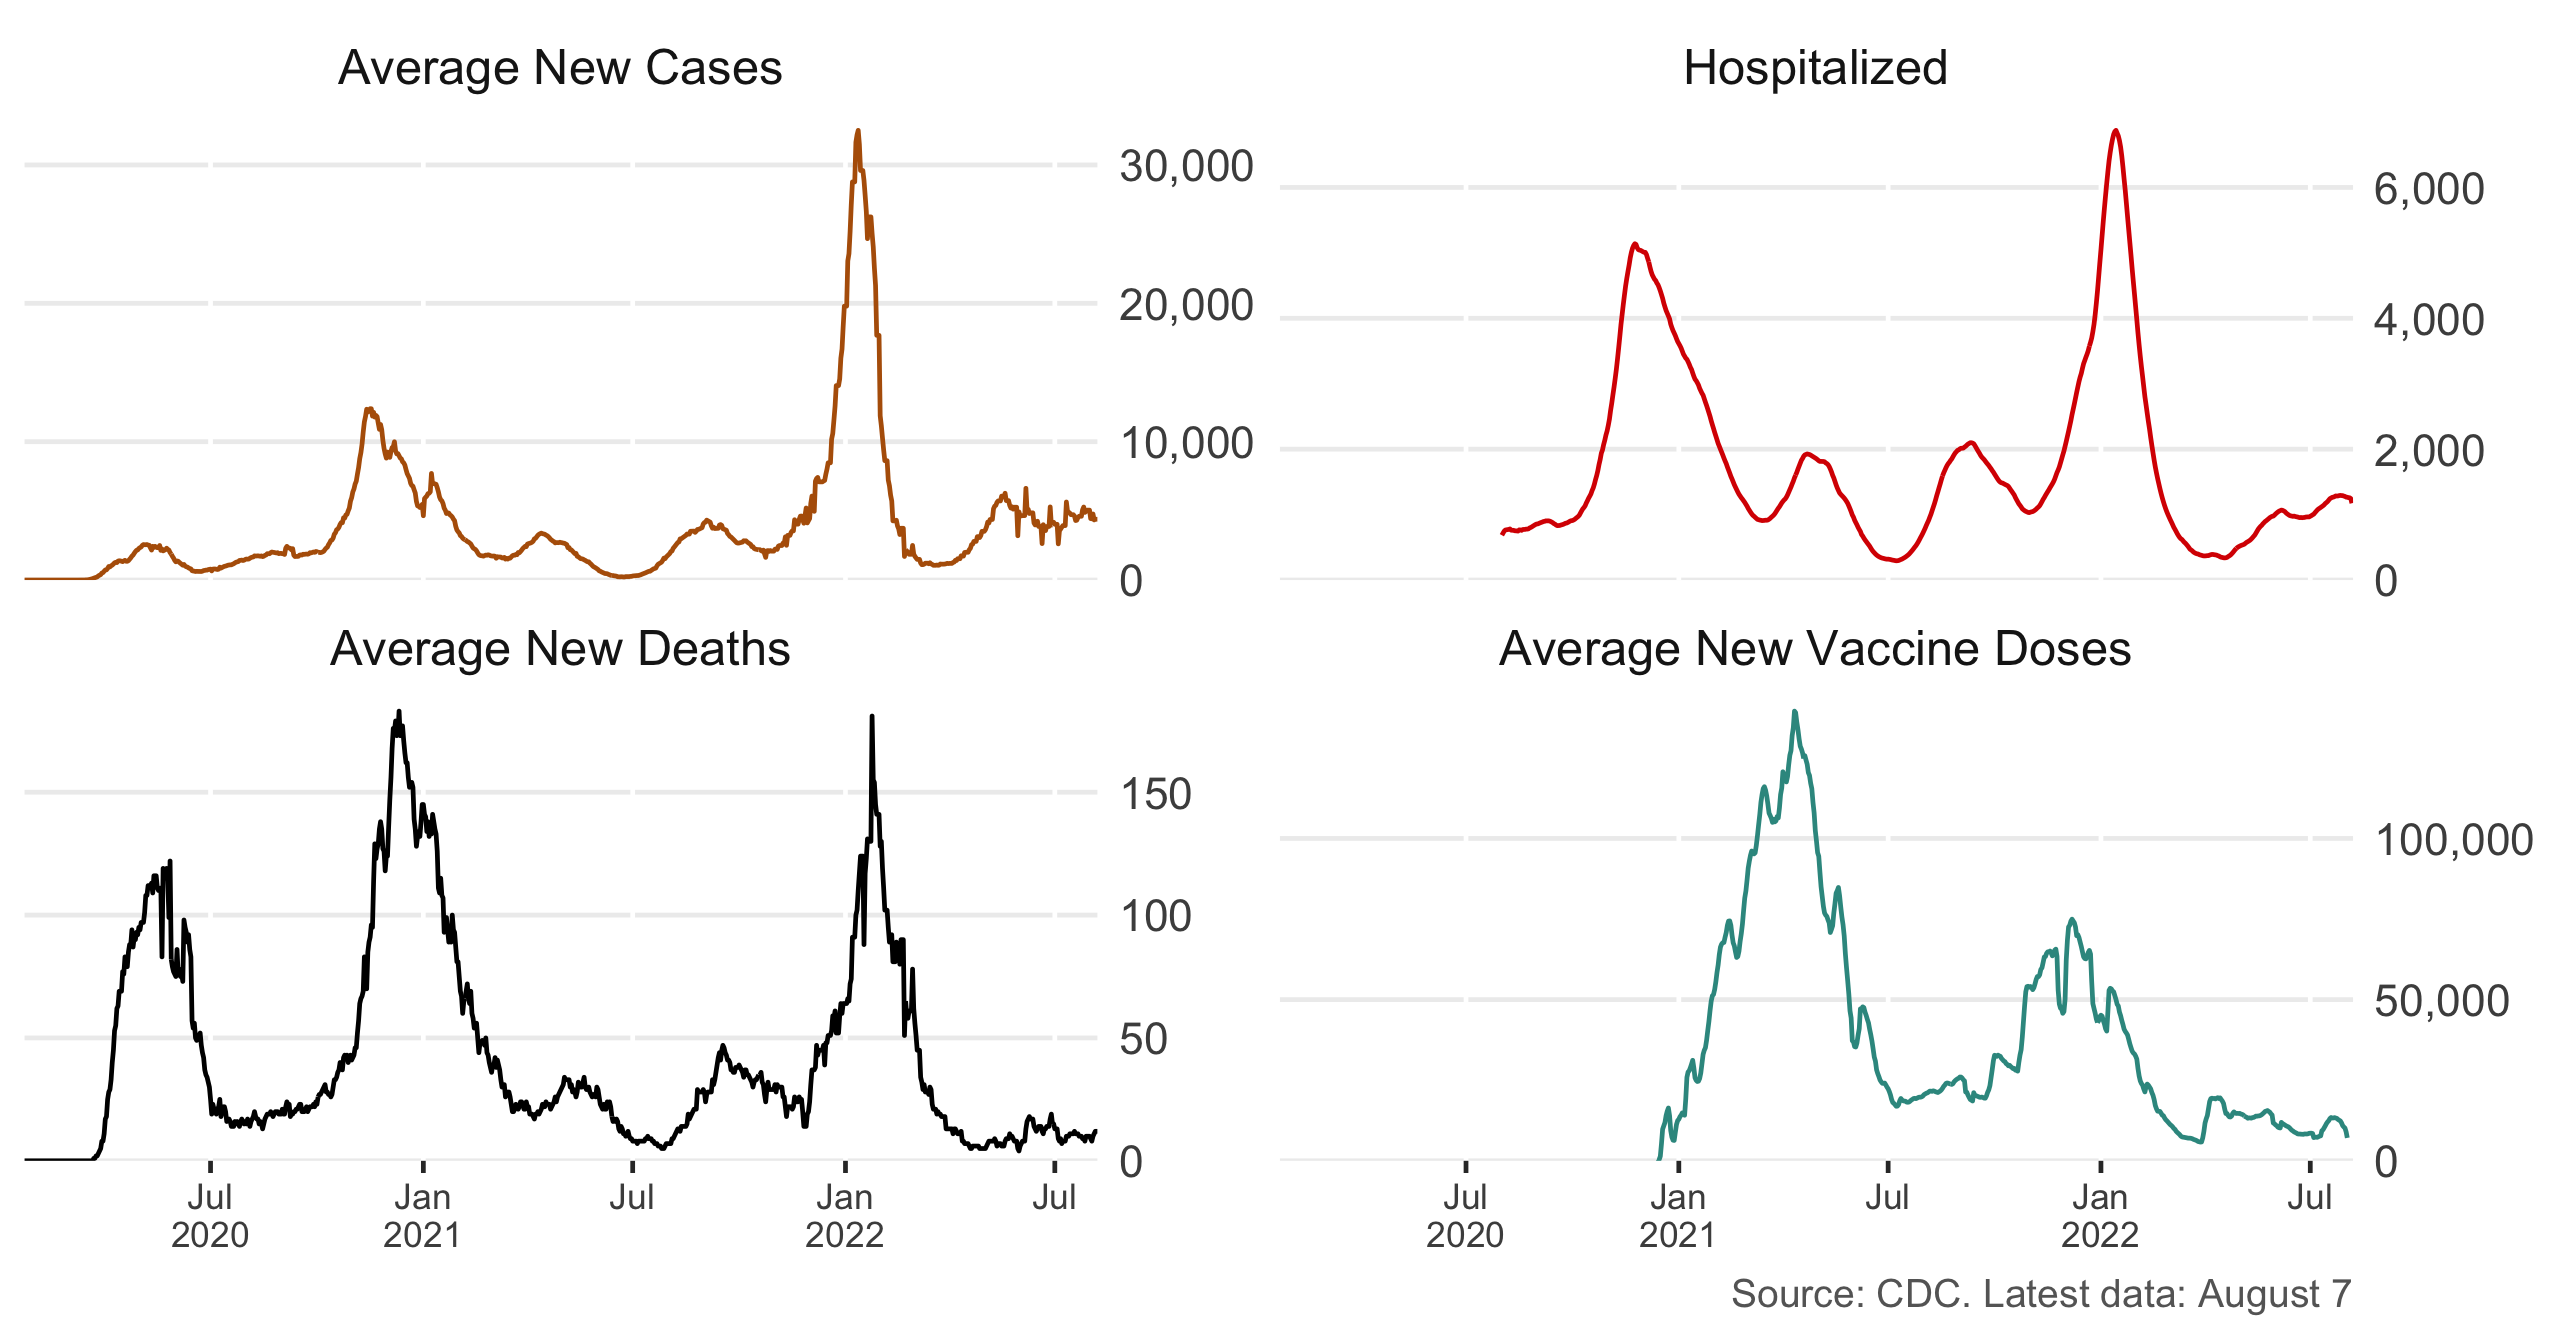 Average New Cases
30,000
20,000
10,000
0
Hospitalized
6,000
4,000
2,000
0
Average New Deaths
150
100
50
0
Jul Jan Jul Jan Jul
2020 2021 2022
Average New Vaccine Doses
100,000
50,000
0
Jul Jan Jul Jan Jul
2020 2021 2022
Source: CDC. Latest data: August 7